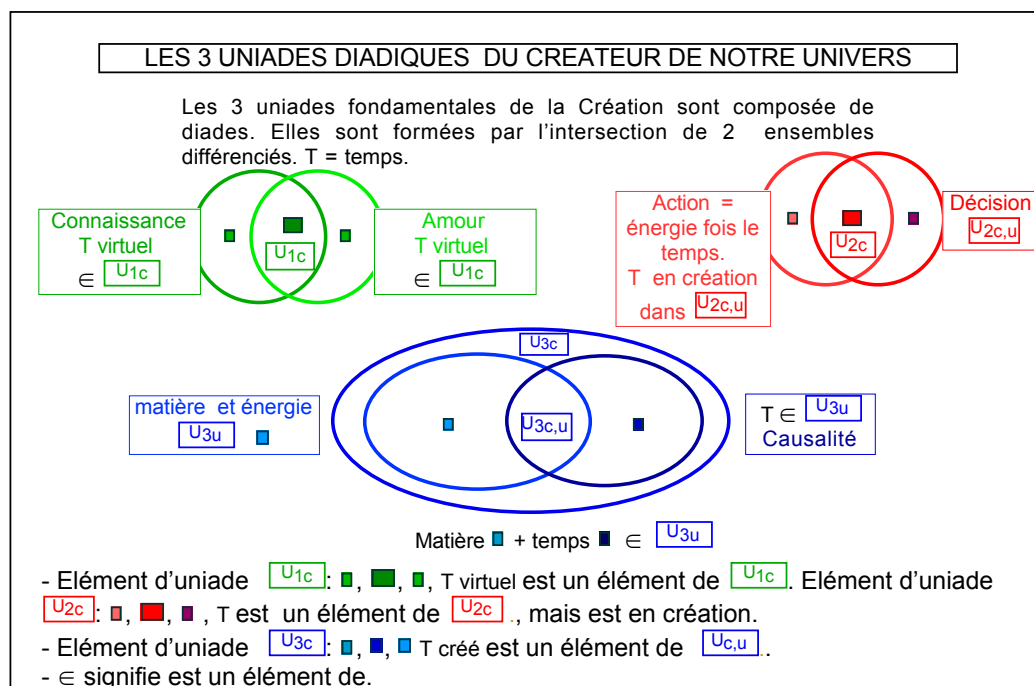 LES 3 UNIADES DIADIQUES DU CREATEUR DE NOTRE UNIVERS
Les 3 uniades fondamentales de la Création sont composée de
diades. Elles sont formées par l'intersection de 2 ensembles
différenciés. T = temps.
Connaissance
T virtuel
∈ U1c
U1c
Amour
T virtuel
∈ U1c
Action =
énergie fois le
temps.
T en création
dans U2c,u
U2c
Décision
U2c,u
U3c
matière et énergie
U3u
U3c,u
T ∈ U3u
Causalité
Matière + temps ∈ U3u
- Elément d'uniade U1c: , , , T virtuel est un élément de U1c. Elément d'uniade
U2c: , , , T est un élément de U2c ., mais est en création.
- Elément d'uniade U3c: , , T créé est un élément de Uc,u .
- ∈ signifie est un élément de.